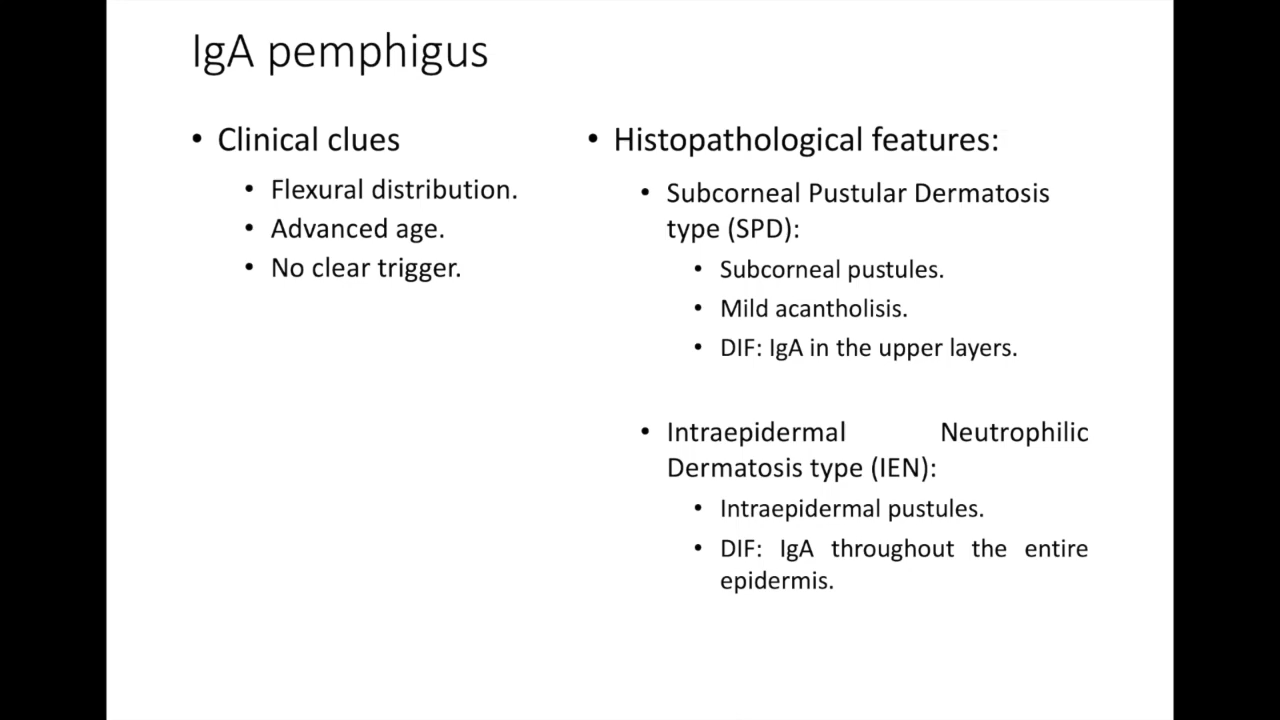 IgA pemphigus
• Clinical clues
• Flexural distribution.
• Advanced age.
• No clear trigger.
• Histopathological features:
• Subcorneal Pustular Dermatosis
type (SPD):
• Subcorneal pustules.
• Mild acantholisis.
• DIF: IgA in the upper layers.
• Intraepidermal Neutrophilic
Dermatosis type (IEN):
• Intraepidermal pustules.
• DIF: IgA throughout the entire
epidermis.